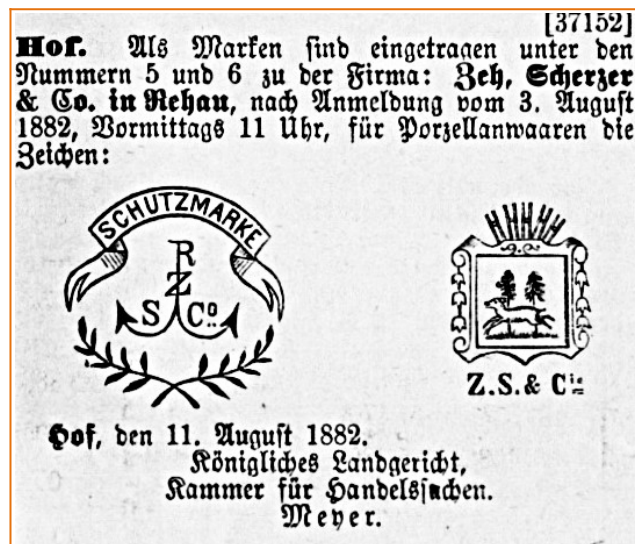 [37152]
Hof. Als Marken sind eingetragen unter den
Nummern 5 und 6 zu der Firma: Zeh, Scherzer
& Co. in Rehau, nach Anmeldung vom 3. August
1882, Vormittags 11 Uhr, für Porzellanwaaren die
Zeichen:
SCHUTZMARKE
R
Z
S Co.
Z.S.& Cie
Hof, den 11. August 1882.
Königliches Landgericht,
Kammer für Handelssachen.
Meyer.